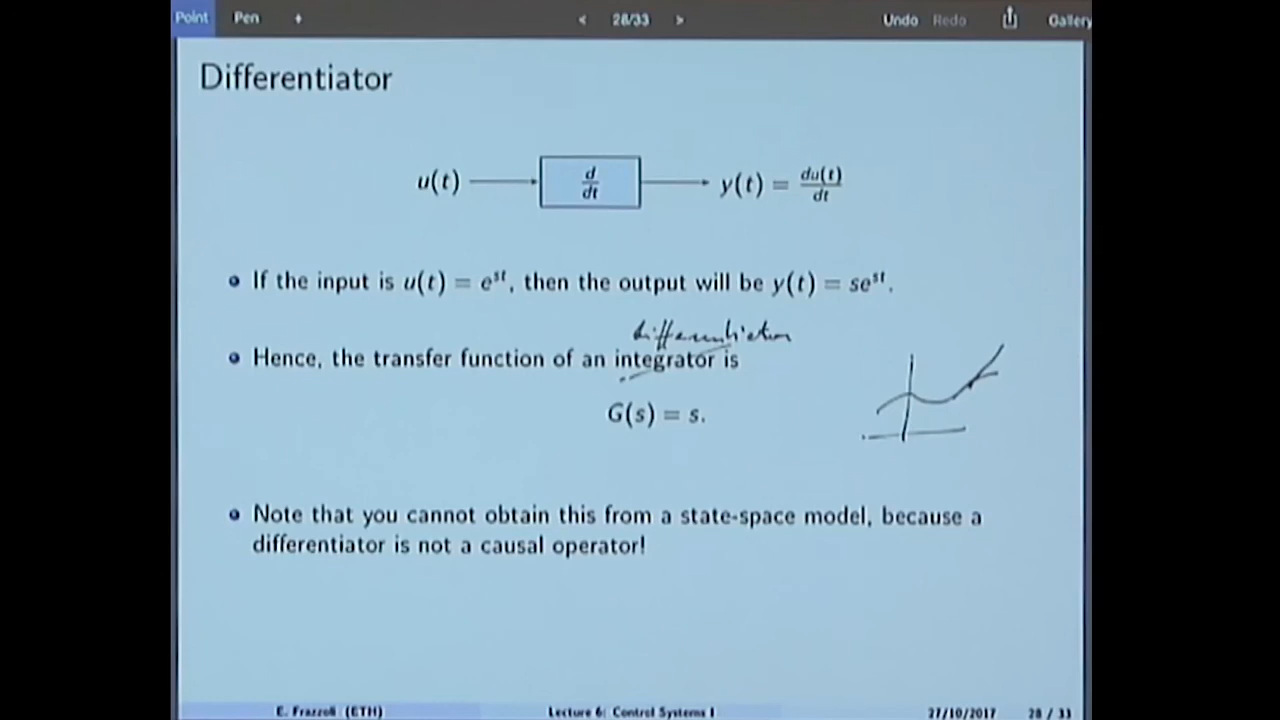 Point Pen + < 28/33 > Undo Redo Gallery
Differentiator
u(t) d/dt y(t) = du(t)/dt
If the input is u(t) = e^st, then the output will be y(t) = se^st.
differentiator
Hence, the transfer function of an integrator is
G(s) = s.
Note that you cannot obtain this from a state-space model, because a
differentiator is not a causal operator!
E. Frazzoli (ETH) Lecture 6: Control Systems I 27/10/2017 28 / 33